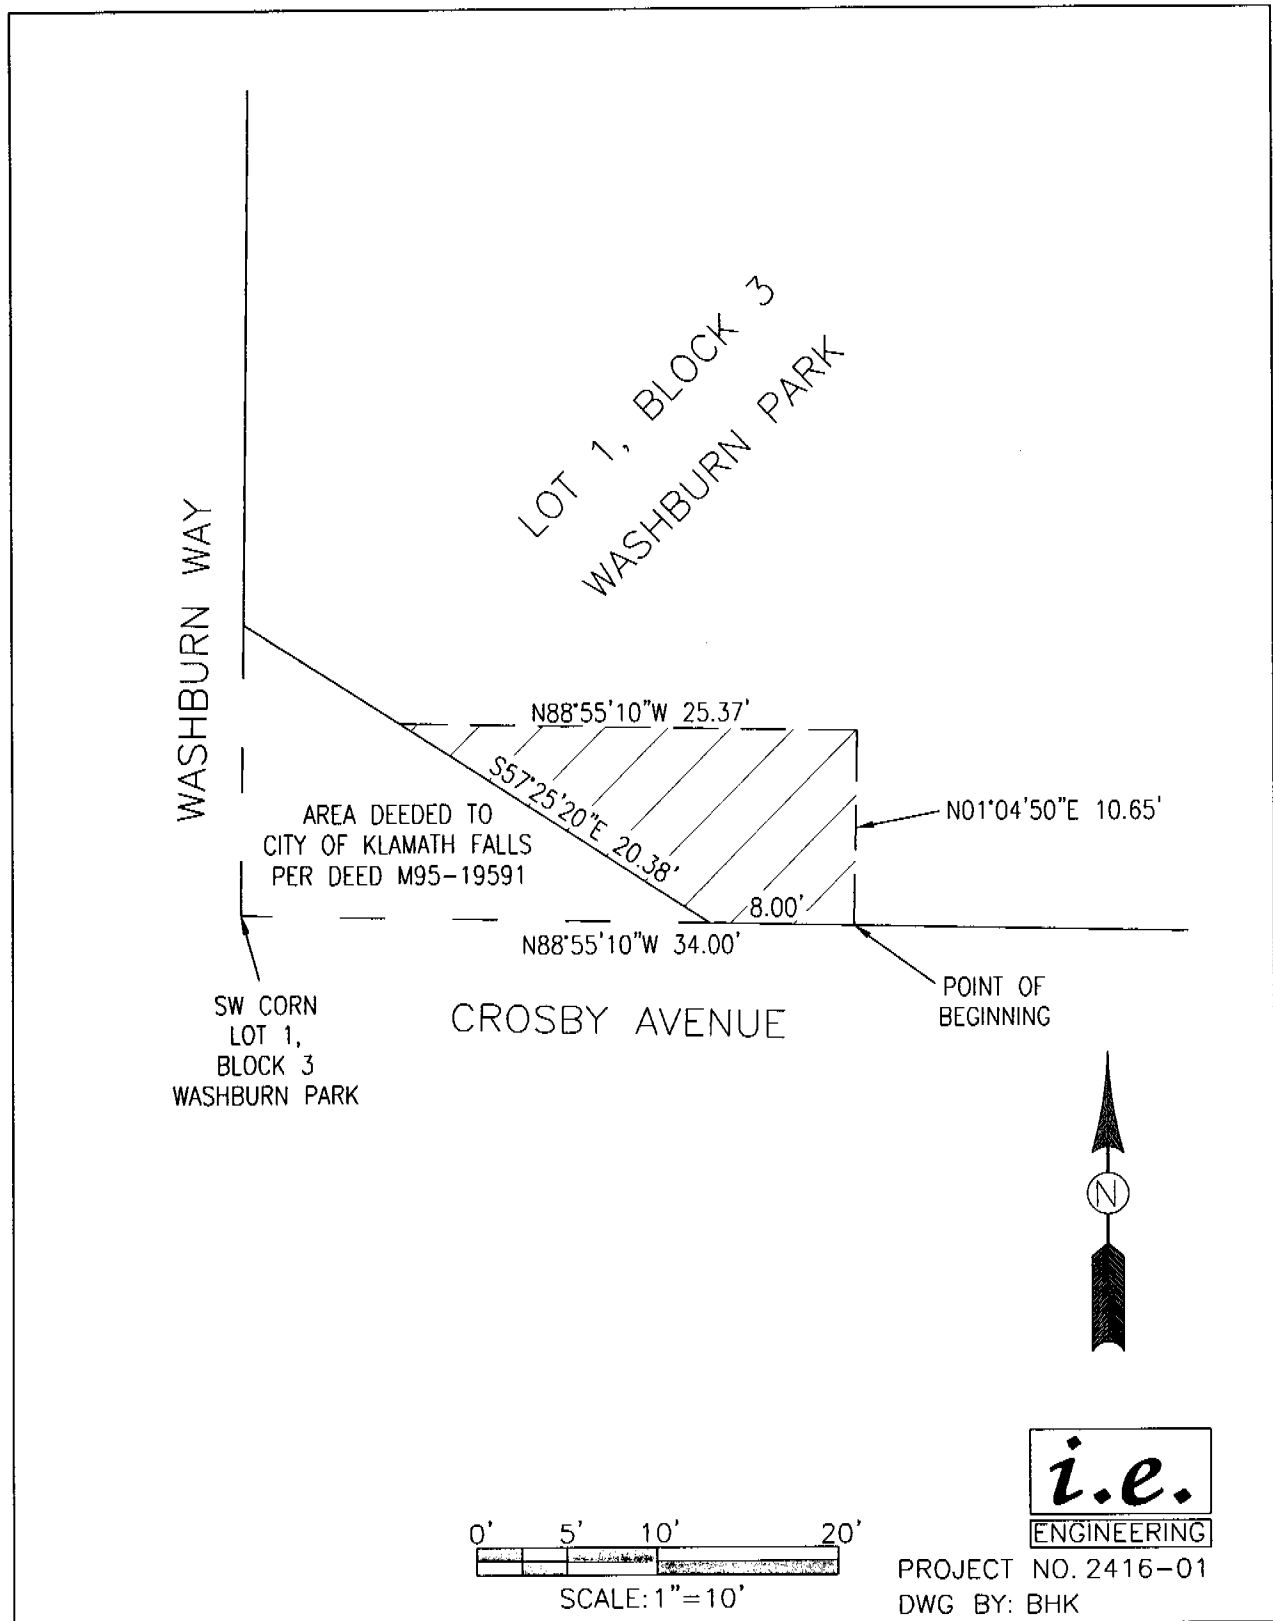 LOT 1, BLOCK 3
WASHBURN PARK
WASHBURN WAY
N88°55'10"W 25.37'
S57°25'20"E 20.38'
N01°04'50"E 10.65'
AREA DEEDED TO
CITY OF KLAMATH FALLS
PER DEED M95-19591
8.00'
N88°55'10"W 34.00'
SW CORN
LOT 1,
BLOCK 3
WASHBURN PARK
CROSBY AVENUE
POINT OF
BEGINNING
N
i.e.
ENGINEERING
0' 5' 10' 20'
SCALE: 1"=10'
PROJECT NO. 2416-01
DWG BY: BHK